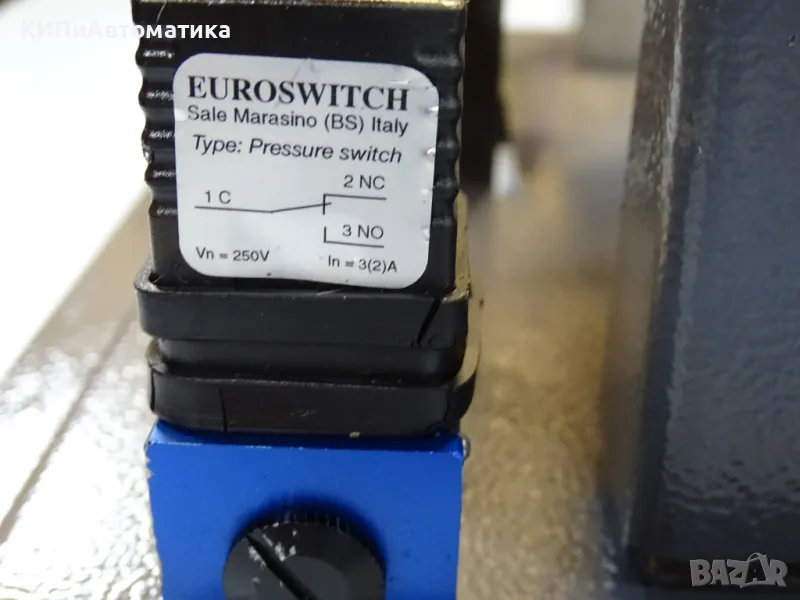 КИПиАвтоматика
EUROSWITCH
Sale Marasino (BS) Italy
Type: Pressure switch
2 NC
1 C
3 NO
Vn = 250V In = 3(2)A
BAZAR